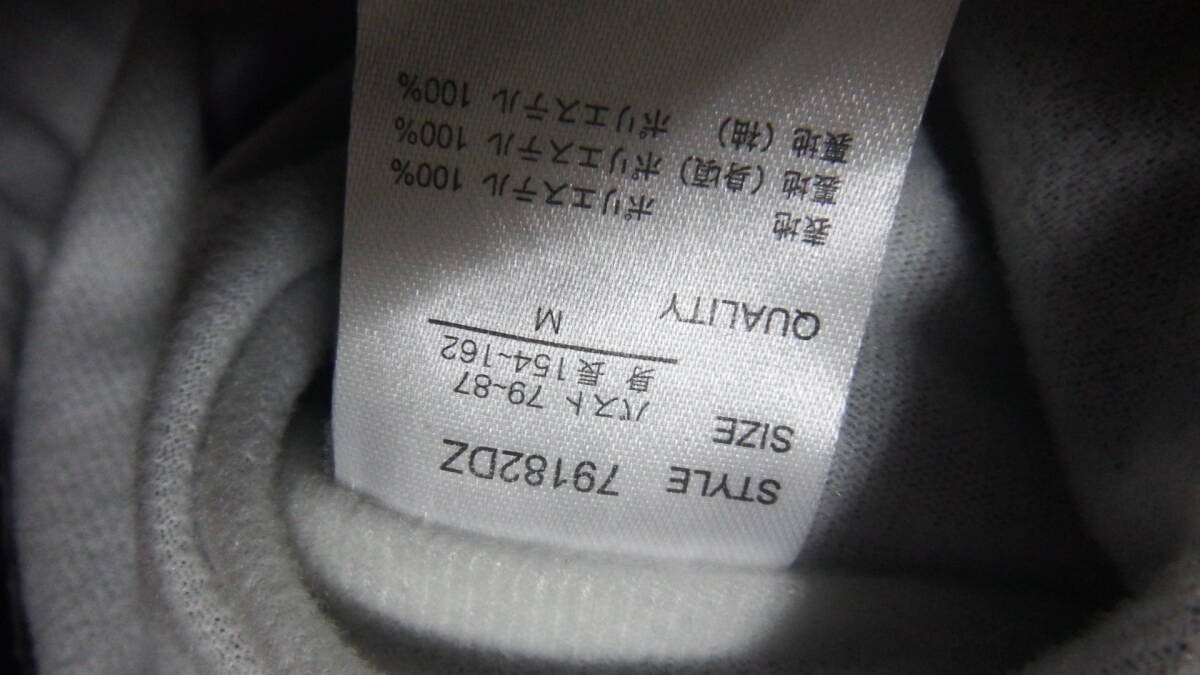 STYLE 79182DZ
SIZE
バスト 79~87
身 長 154~162
M
QUALITY
表地 ポリエステル 100%
裏地 (身頃) ポリエステル 100%
裏地 (袖) ポリエステル 100%